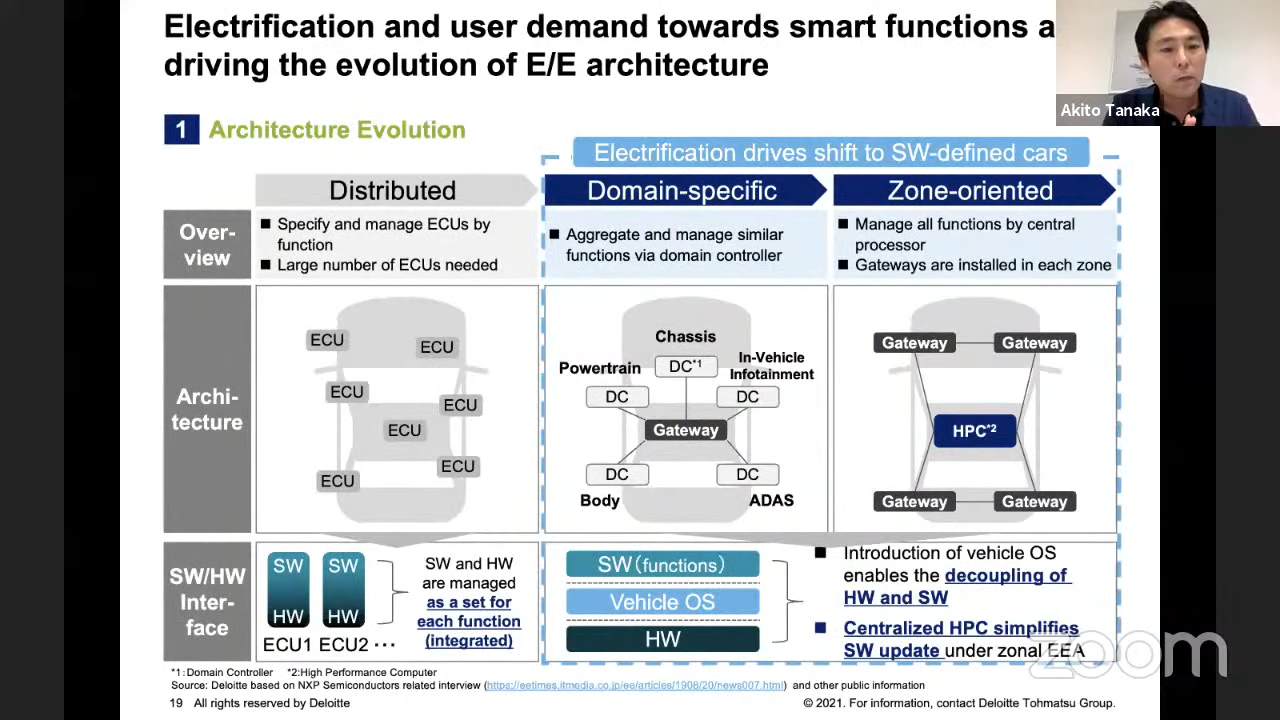 Electrification and user demand towards smart functions a
driving the evolution of E/E architecture
Akito Tanaka
1 Architecture Evolution
Electrification drives shift to SW-defined cars
Distributed
Domain-specific
Zone-oriented
Over-
view
■ Specify and manage ECUs by
function
■ Large number of ECUs needed
■ Aggregate and manage similar
functions via domain controller
■ Manage all functions by central
processor
■ Gateways are installed in each zone
Archi-
tecture
ECU
ECU
ECU
ECU
ECU
ECU
ECU
Chassis
DC*1
Powertrain
DC
In-Vehicle
Infotainment
DC
Gateway
DC
DC
Body
ADAS
Gateway
Gateway
HPC*2
Gateway
Gateway
SW/HW
Inter-
face
SW
SW
HW
HW
ECU1 ECU2 ···
SW and HW
are managed
as a set for
each function
(integrated)
SW(functions)
Vehicle OS
HW
■ Introduction of vehicle OS
enables the decoupling of
HW and SW
■ Centralized HPC simplifies
SW update under zonal EEA
zoom
*1: Domain Controller *2:High Performance Computer
Source: Deloitte based on NXP Semiconductors related interview (https://eetimes.itmedia.co.jp/ee/articles/1908/20/news007.html) and other public information
19 All rights reserved by Deloitte
© 2021. For information, contact Deloitte Tohmatsu Group.